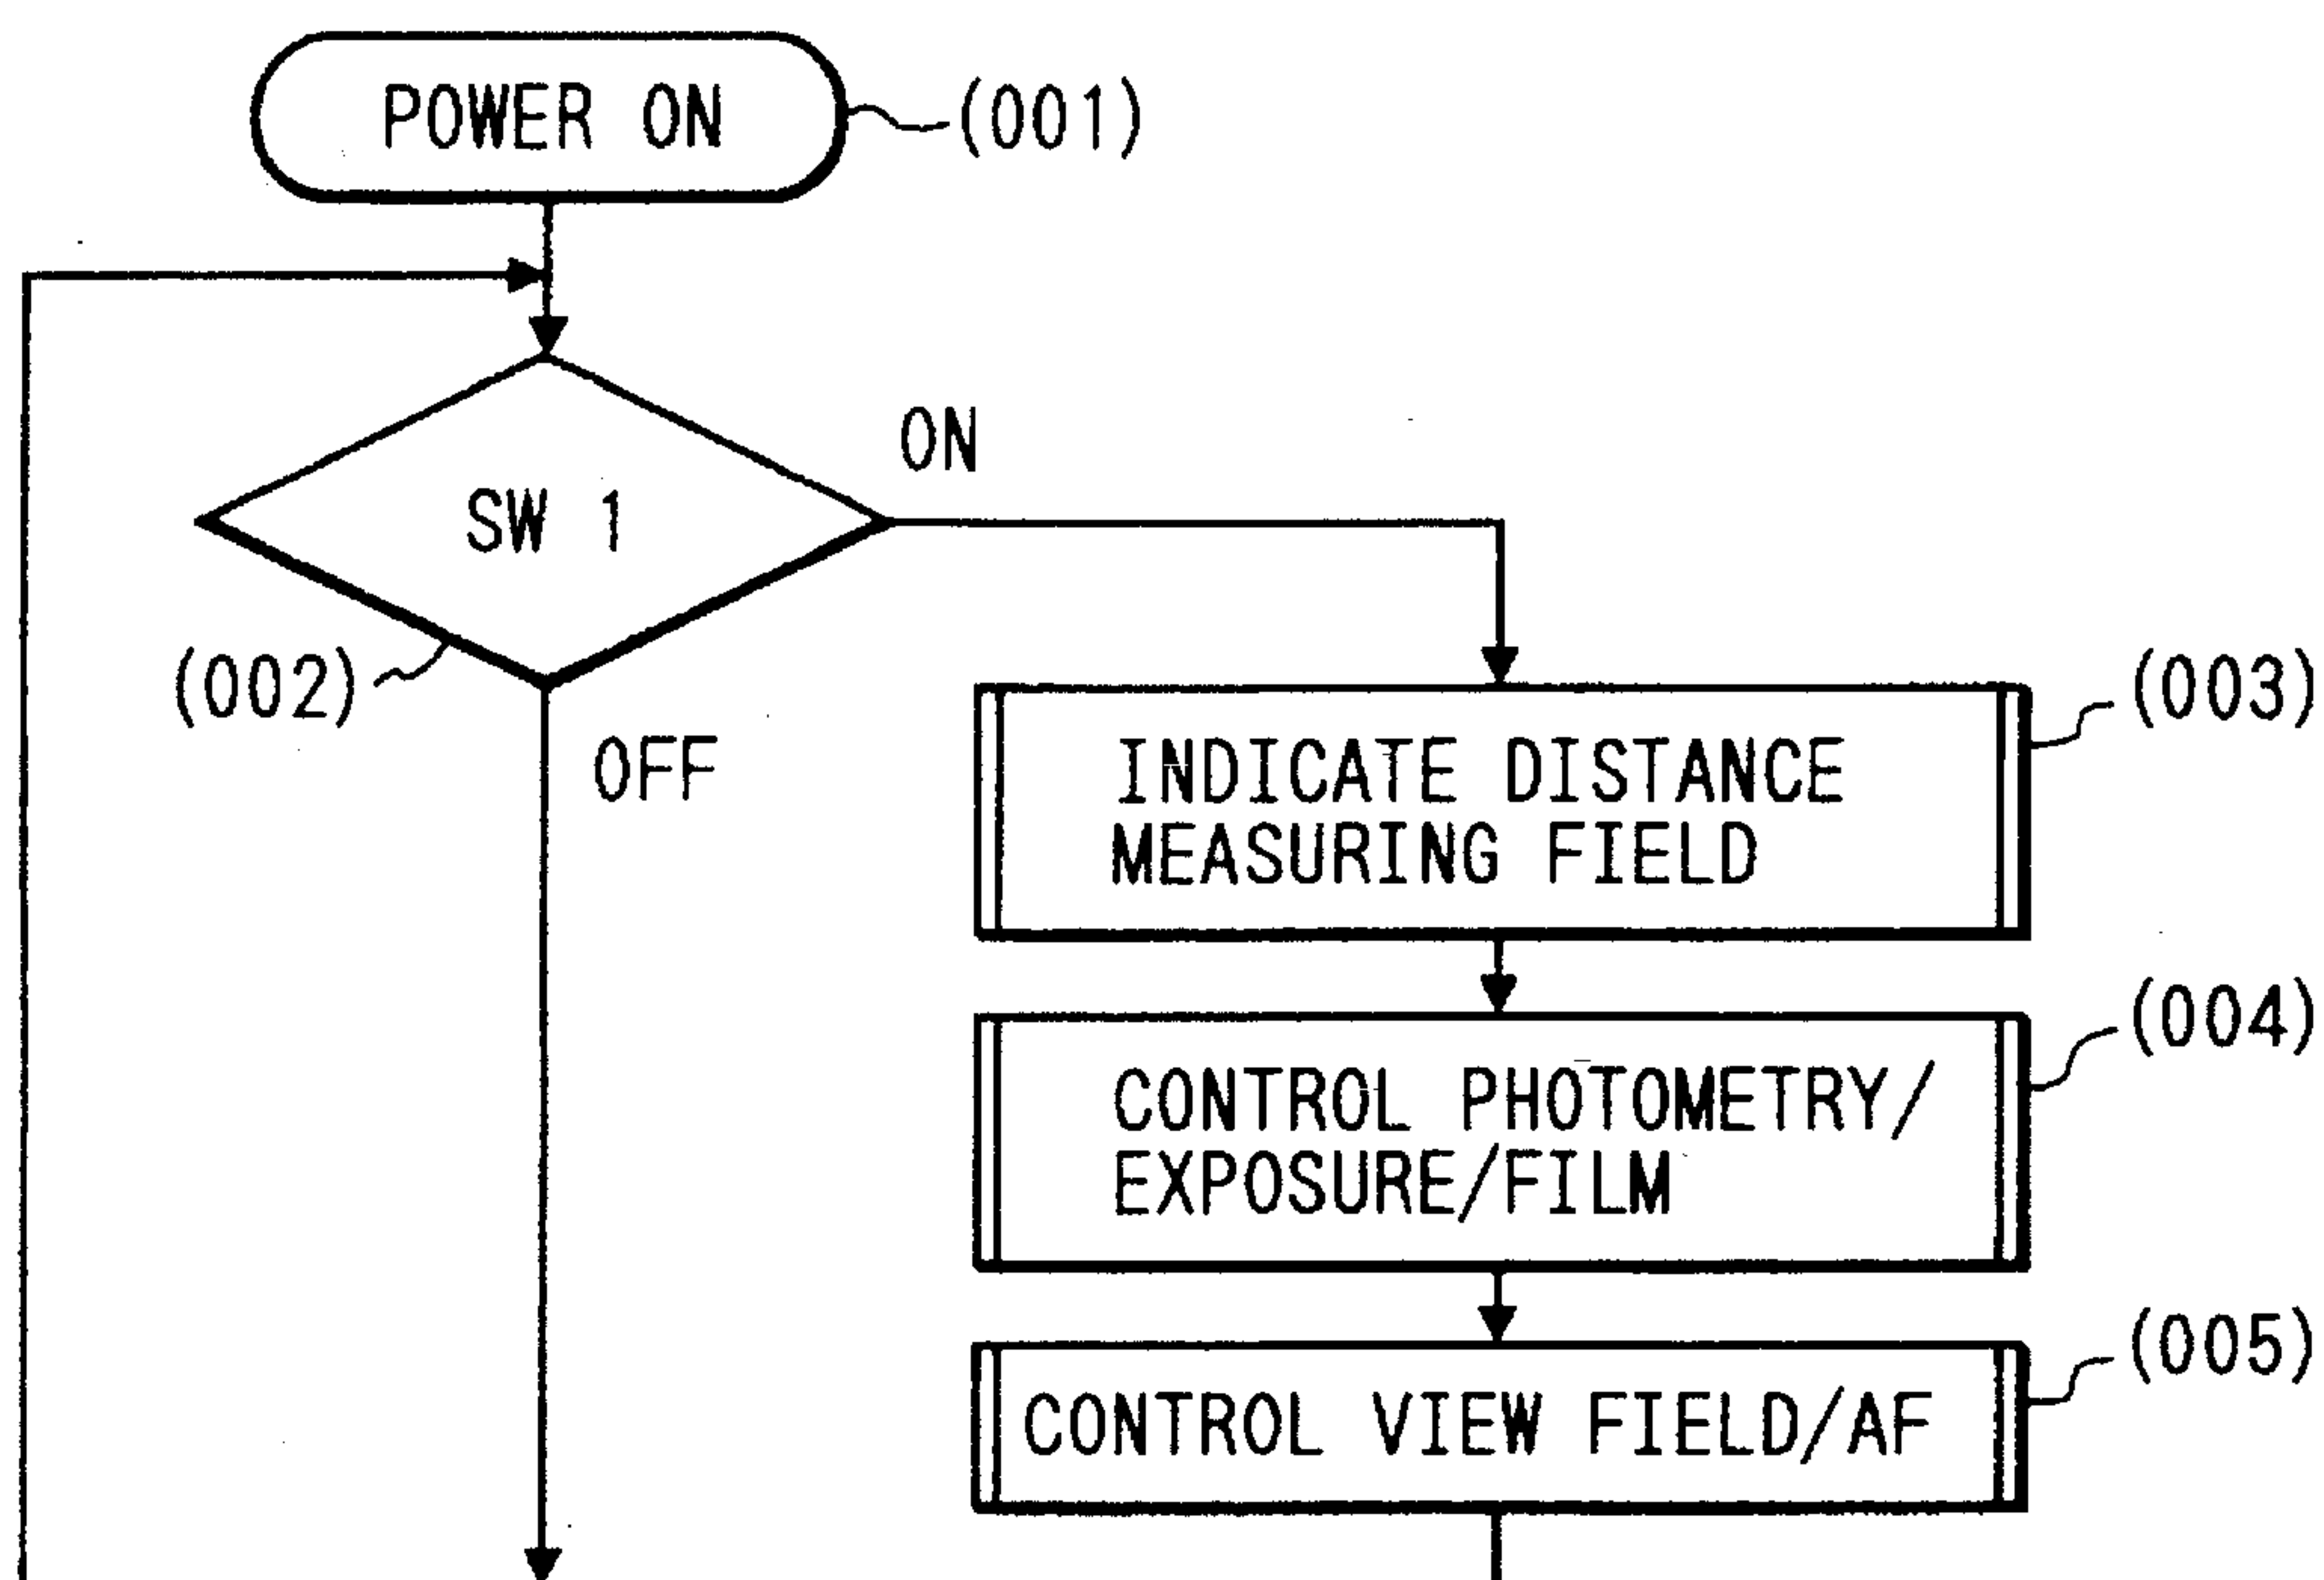 POWER ON
(001)
ON
SW 1
(002)
OFF
(003)
INDICATE DISTANCE
MEASURING FIELD
(004)
CONTROL PHOTOMETRY/
EXPOSURE/FILM
(005)
CONTROL VIEW FIELD/AF